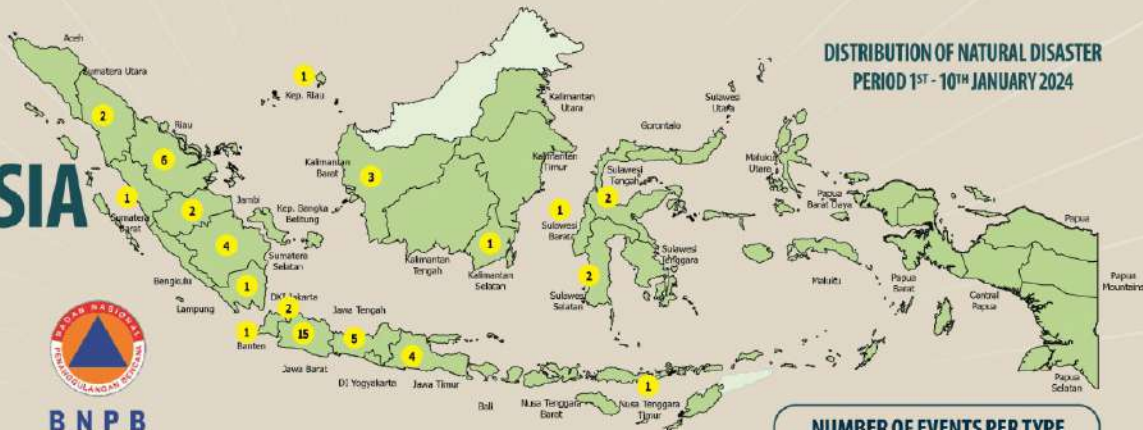 DISTRIBUTION OF NATURAL DISASTER
PERIOD 1ST - 10TH JANUARY 2024
Aceh
Sumatera Utara
2
Riau
6
1
Kep. Riau
SIA
1
Sumatera
Barat
2
Jambi
Kep. Bangka
Belitung
4
Sumatera
Selatan
Bengkulu
1
Lampung
DKI Jakarta
2
1
Banten
15
Jawa Barat
Jawa Tengah
5
DI Yogyakarta
4
Jawa Timur
Bali
Nusa Tenggara
Barat
1
Nusa Tenggara
Timur
Kalimantan
Barat
3
Kalimantan
Tengah
1
Kalimantan
Selatan
Kalimantan
Timur
Kalimantan
Utara
Sulawesi
Utara
Gorontalo
Sulawesi
Tengah
2
1
Sulawesi
Barat
2
Sulawesi
Selatan
Sulawesi
Tenggara
Maluku
Utara
Maluku
Papua
Barat Daya
Papua
Barat
Central
Papua
Papua
Papua
Mountains
Papua
Selatan
BADAN NASIONAL
PENANGGULANGAN BENCANA
BNPB
NUMBER OF EVENTS PER TYPE